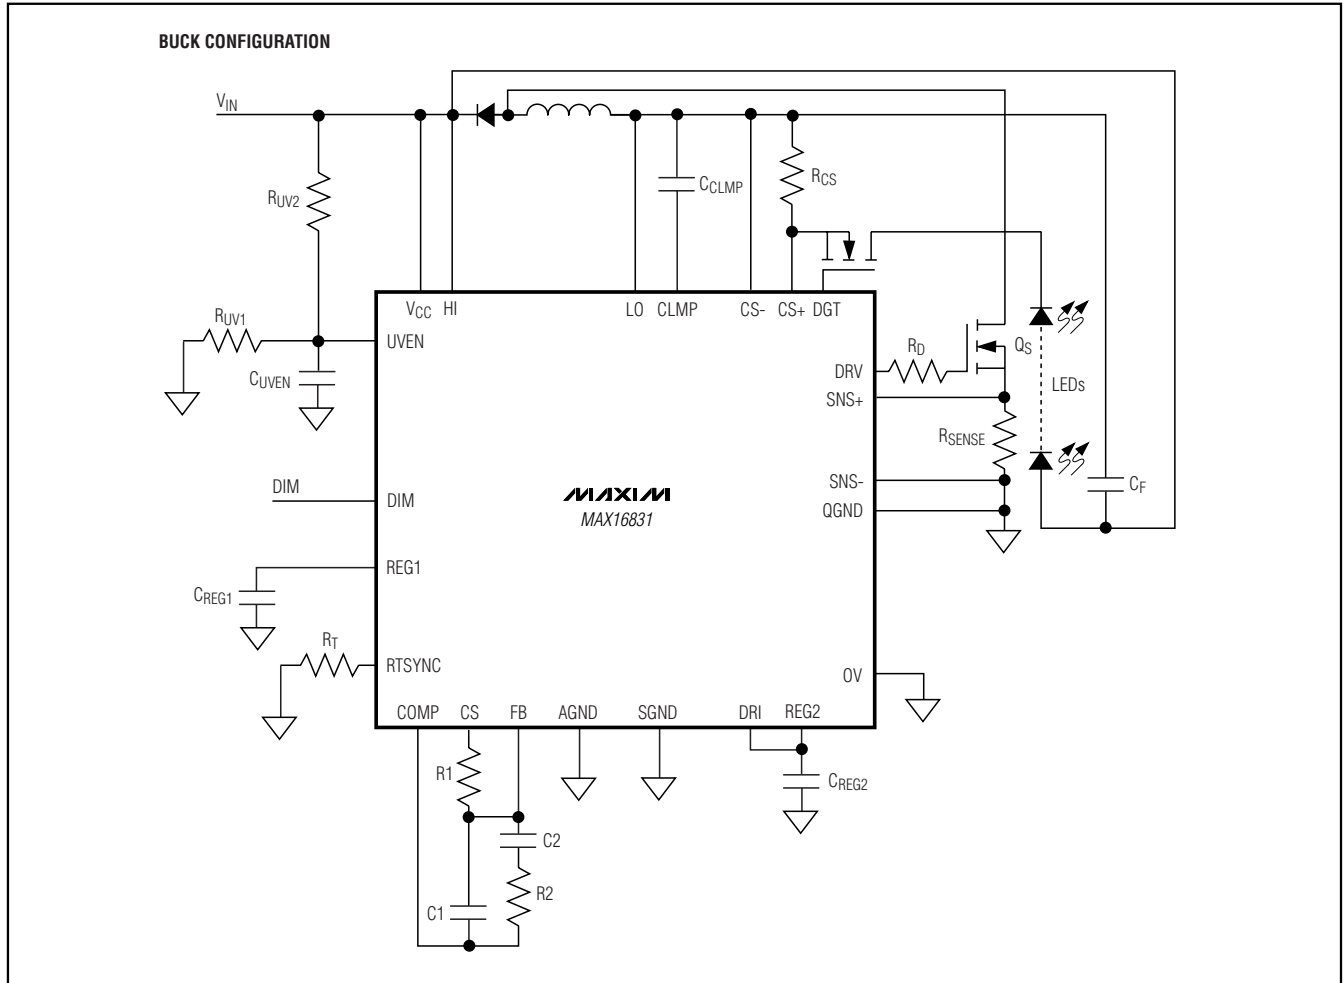 BUCK CONFIGURATION
VIN
RUV2
CCLMP
RCS
VCC HI LO CLMP CS- CS+ DGT
RUV1
UVEN
CUVEN
RD
QS
DRV
LEDs
SNS+
RSENSE
SNS-
CF
DIM
DIM
QGND
MAXIM
MAX16831
REG1
CREG1
RT
RTSYNC
OV
COMP CS FB AGND SGND DRI REG2
R1
CREG2
C2
R2
C1